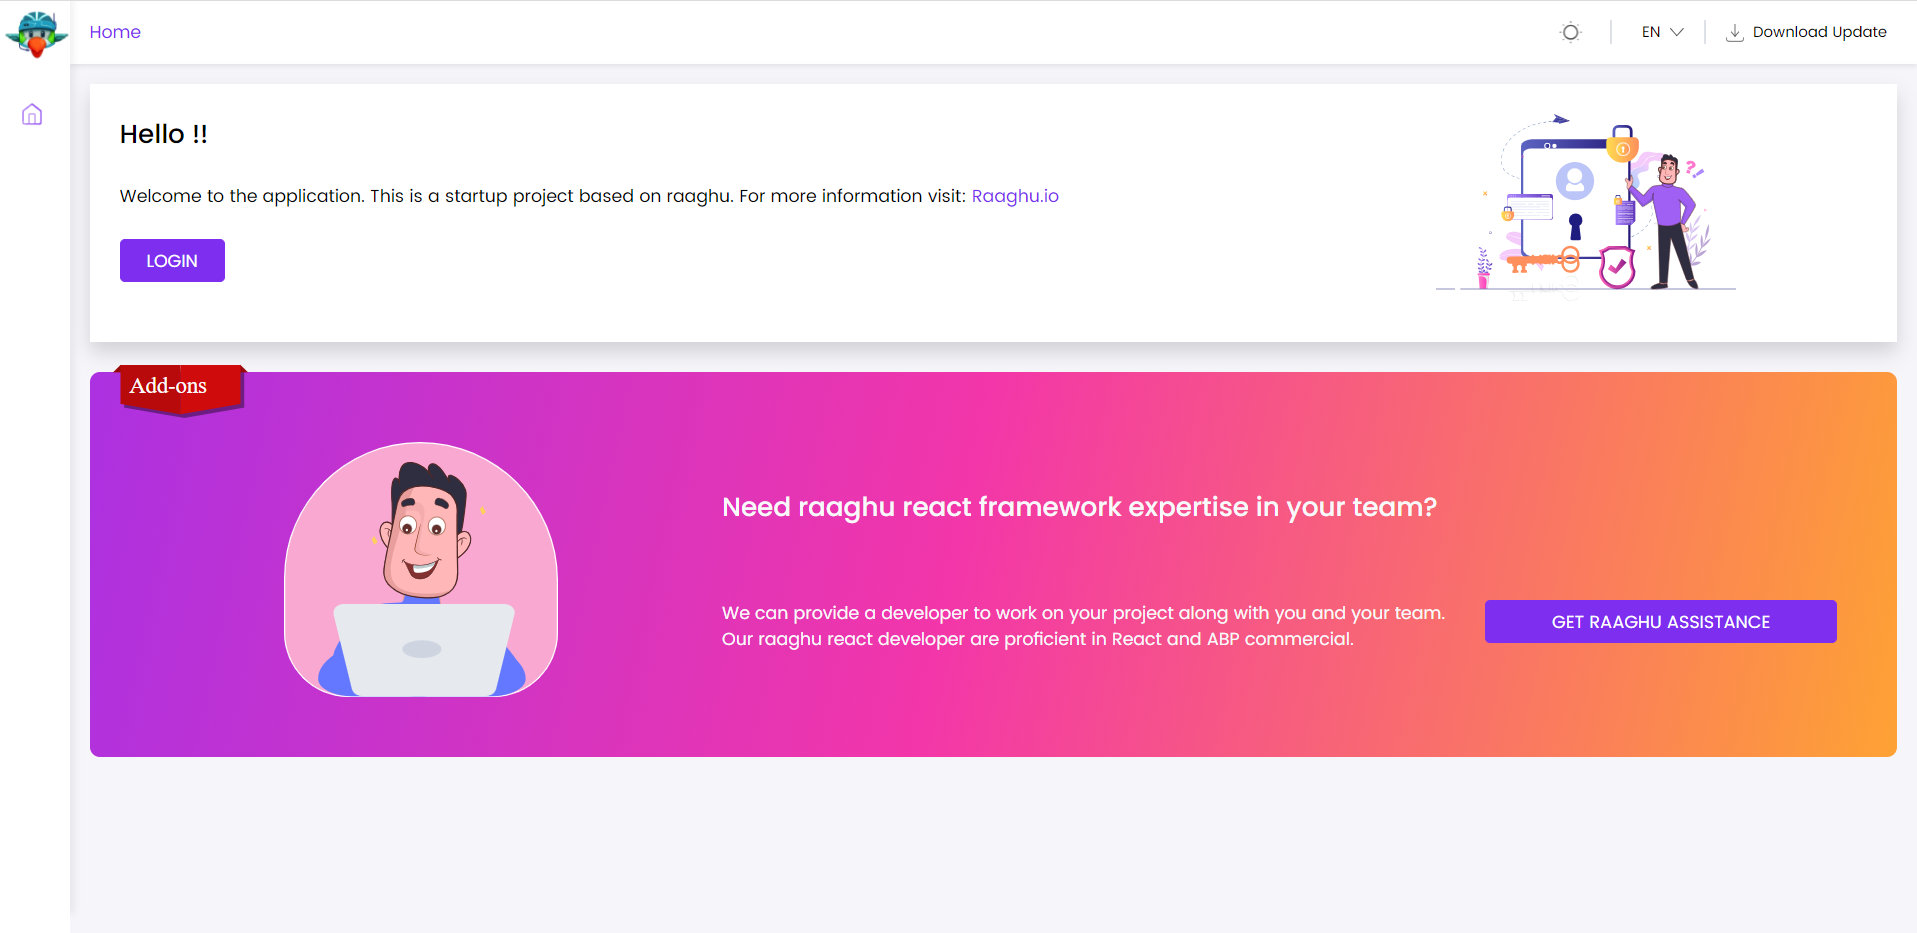 Home
EN
Download Update
Hello !!
Welcome to the application. This is a startup project based on raaghu. For more information visit: Raaghu.io
LOGIN
Add-ons
Need raaghu react framework expertise in your team?
We can provide a developer to work on your project along with you and your team.
Our raaghu react developer are proficient in React and ABP commercial.
GET RAAGHU ASSISTANCE